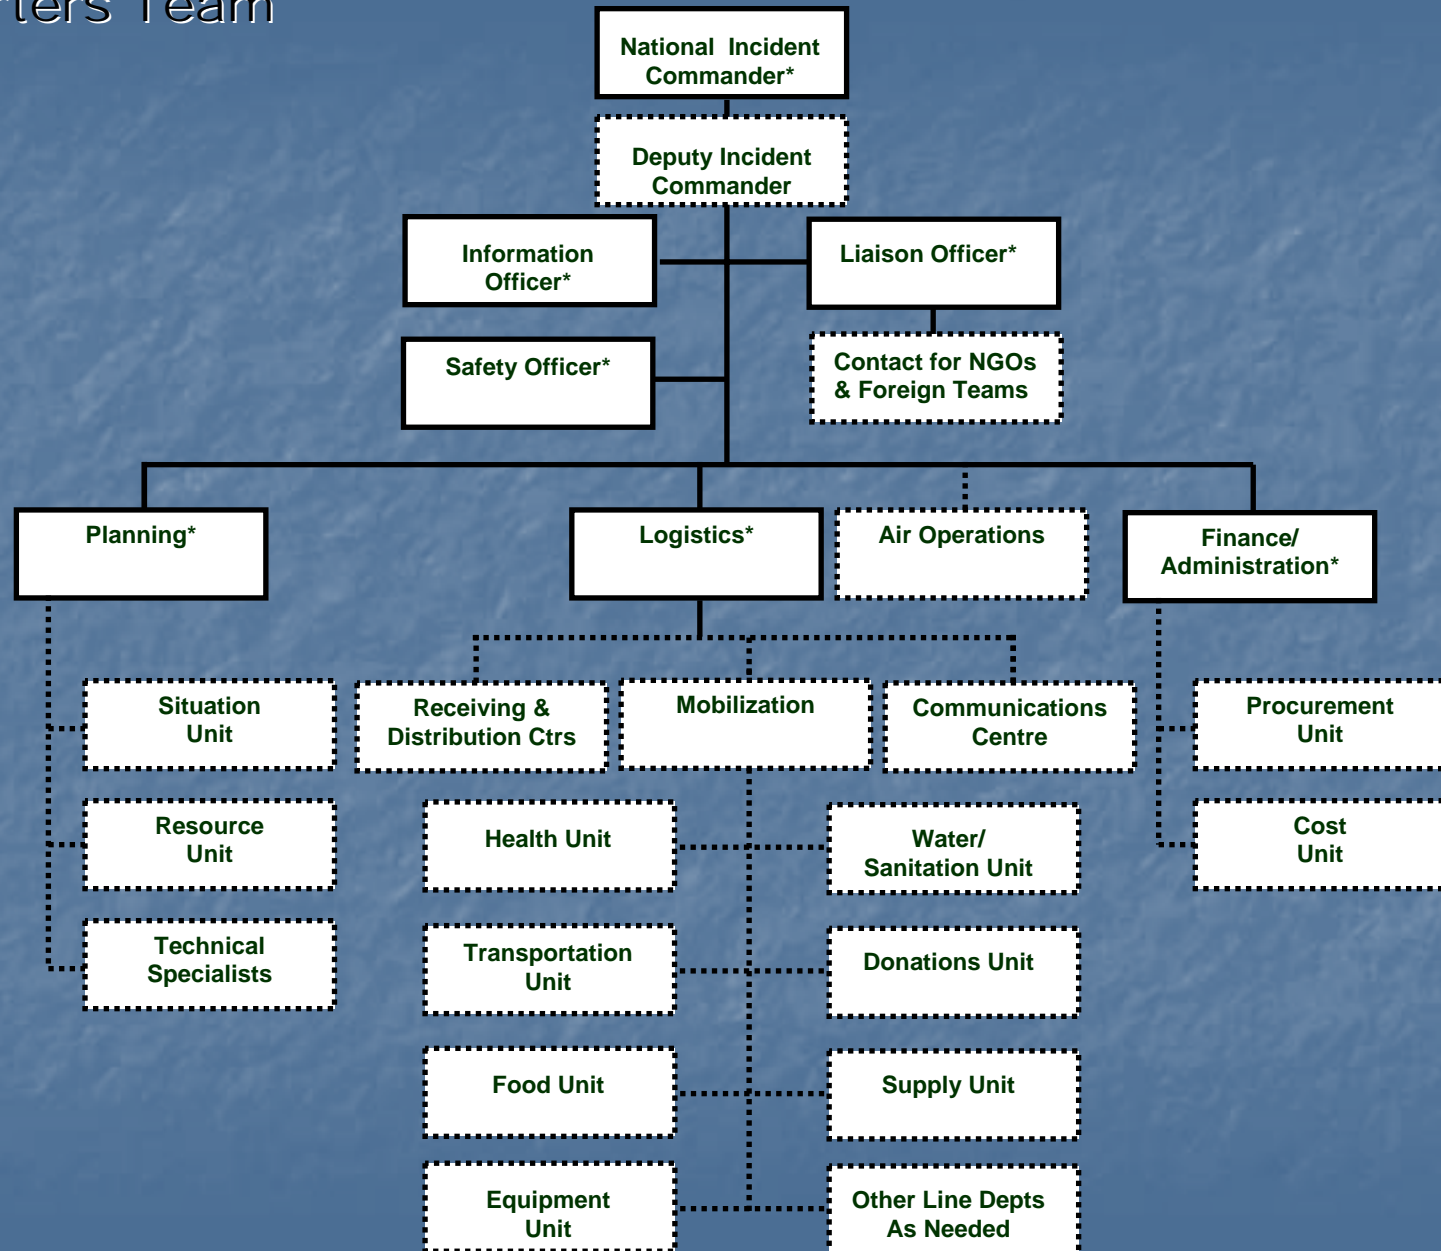 Team
National Incident
Commander*
Deputy Incident
Commander
Information
Officer*
Liaison Officer*
Safety Officer*
Contact for NGOs
& Foreign Teams
Planning*
Logistics*
Air Operations
Finance/
Administration*
Situation
Unit
Receiving &
Distribution Ctrs
Mobilization
Communications
Centre
Procurement
Unit
Resource
Unit
Health Unit
Water/
Sanitation Unit
Cost
Unit
Technical
Specialists
Transportation
Unit
Donations Unit
Food Unit
Supply Unit
Equipment
Unit
Other Line Depts
As Needed